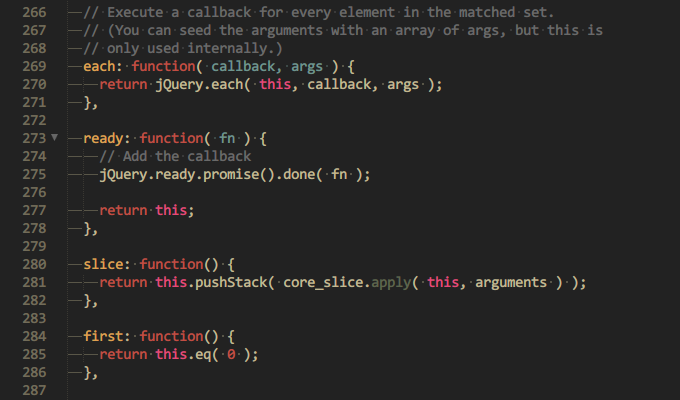 266 // Execute a callback for every element in the matched set.
267 // (You can seed the arguments with an array of args, but this is
268 // only used internally.)
269 each: function( callback, args ) {
270 return jQuery.each( this, callback, args );
271 },
272
273 ready: function( fn ) {
274 // Add the callback
275 jQuery.ready.promise().done( fn );
276
277 return this;
278 },
279
280 slice: function() {
281 return this.pushStack( core_slice.apply( this, arguments ) );
282 },
283
284 first: function() {
285 return this.eq( 0 );
286 },
287